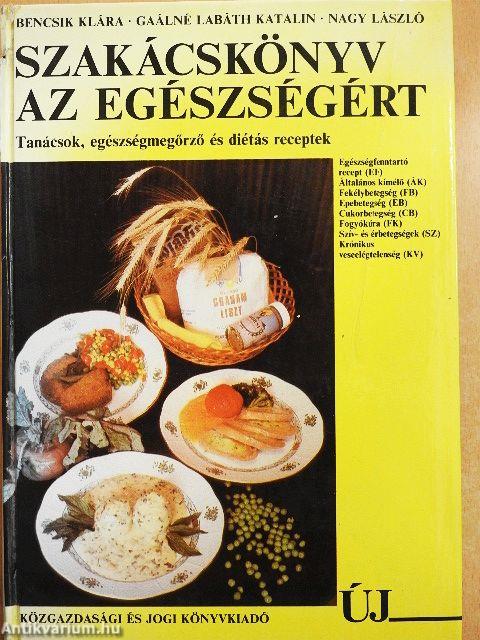 BENCSIK KLÁRA · GAÁLNÉ LABÁTH KATALIN · NAGY LÁSZLÓ
SZAKÁCSKÖNYV
AZ EGÉSZSÉGÉRT
Tanácsok, egészségmegőrző és diétás receptek
Egészségfenntartó
recept (EF)
Általános kímélő (ÁK)
Fekélybetegség (FB)
Epebetegség (EB)
Cukorbetegség (CB)
Fogyókúra (FK)
Szív- és érbetegségek (SZ)
Krónikus
veseelégtelenség (KV)
GRAHAM
LISZT
KÖZGAZDASÁGI ÉS JOGI KÖNYVKIADÓ
ÚJ
Antikvarium.hu